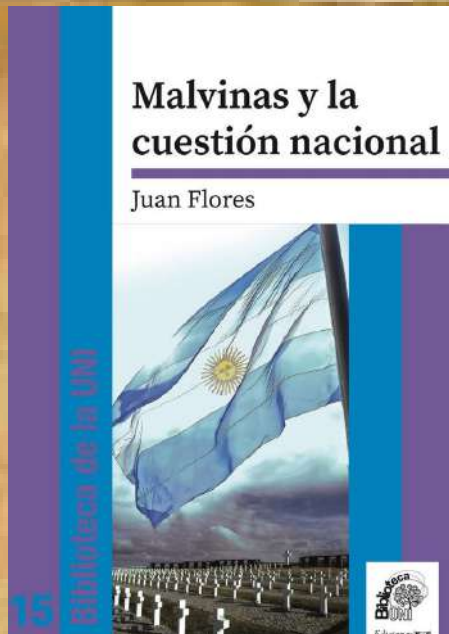 Malvinas y la
cuestión nacional
Juan Flores
Biblioteca de la UNI
15
Biblioteca
UNI